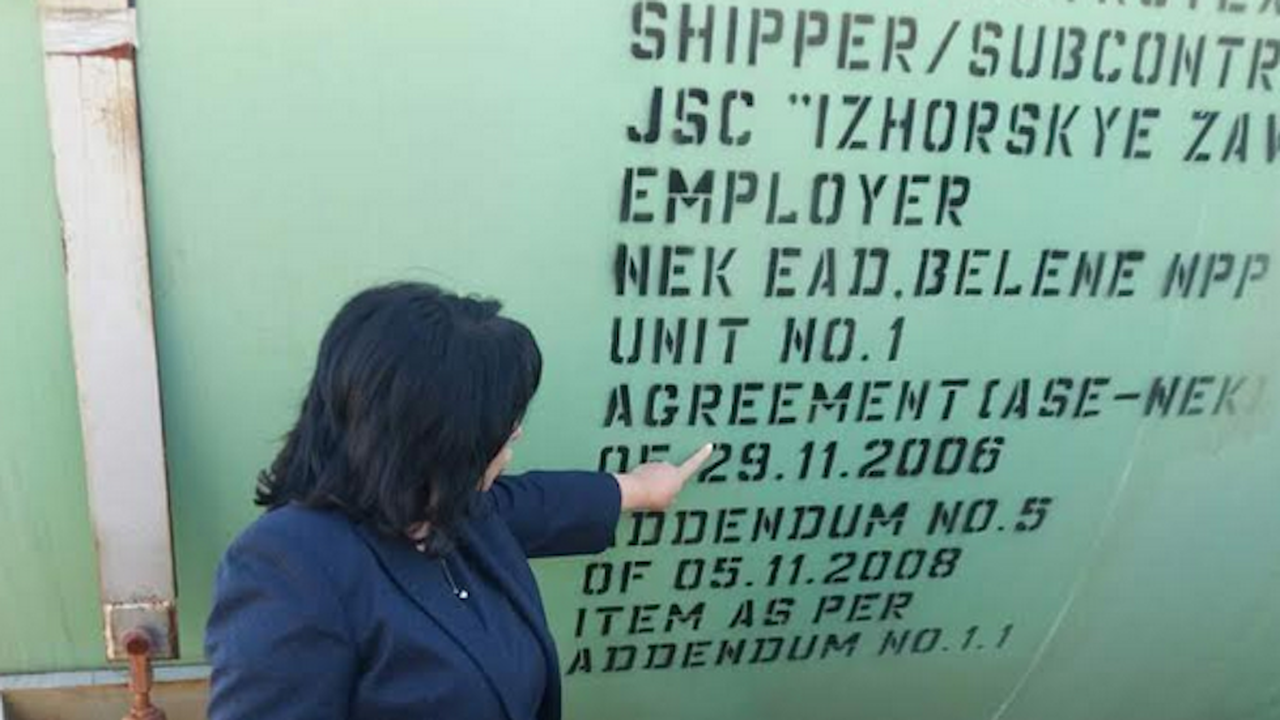 SHIPPER/SUBCONTR
JSC "IZHORSKYE ZAV
EMPLOYER
NEK EAD,BELENE NPP
UNIT NO.1
AGREEMENT(ASE-NEK)
OF 29.11.2006
ADDENDUM NO.5
OF 05.11.2008
ITEM AS PER
ADDENDUM NO.1.1